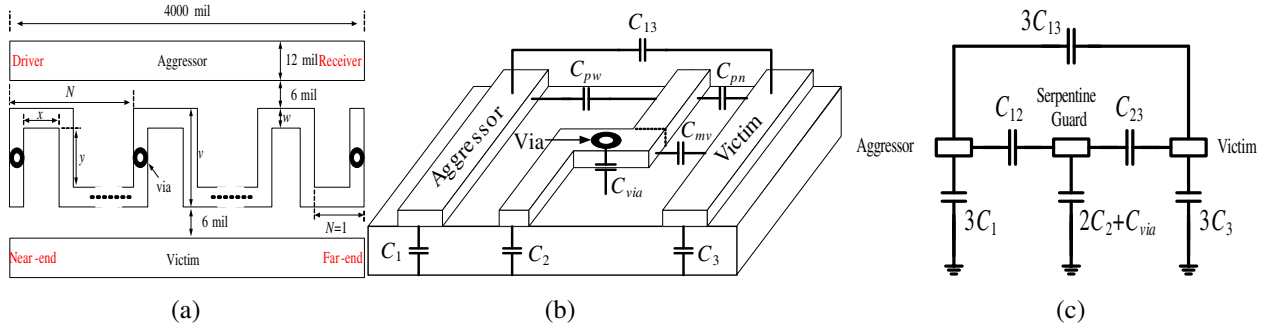 4000 mil
Driver
Aggressor
Receiver
12 mil
6 mil
N
x
w
y
v
via
6 mil
N=1
Near-end
Victim
Far-end
(a)
C13
Cpw
Cpn
Aggressor
Via
Cmv
Victim
Cvia
C1
C2
C3
(b)
3C13
C12
Serpentine
Guard
C23
Aggressor
Victim
3C1
2C2+Cvia
3C3
(c)